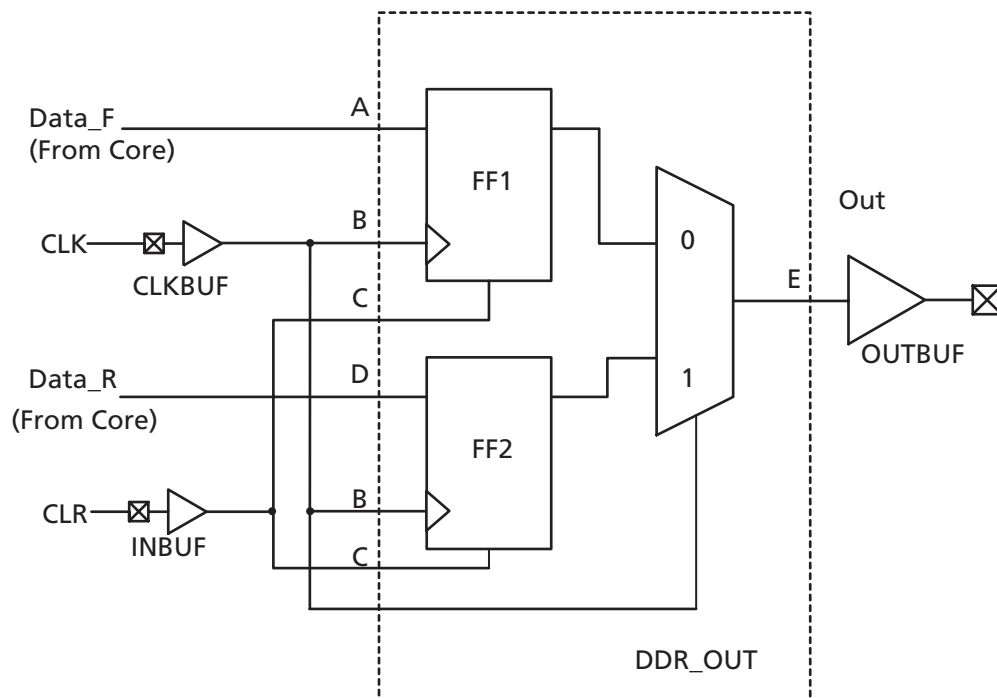 Data_F
(From Core)
A
FF1
CLK
CLKBUF
B
C
0
Out
E
OUTBUF
Data_R
(From Core)
D
1
FF2
CLR
INBUF
B
C
DDR_OUT